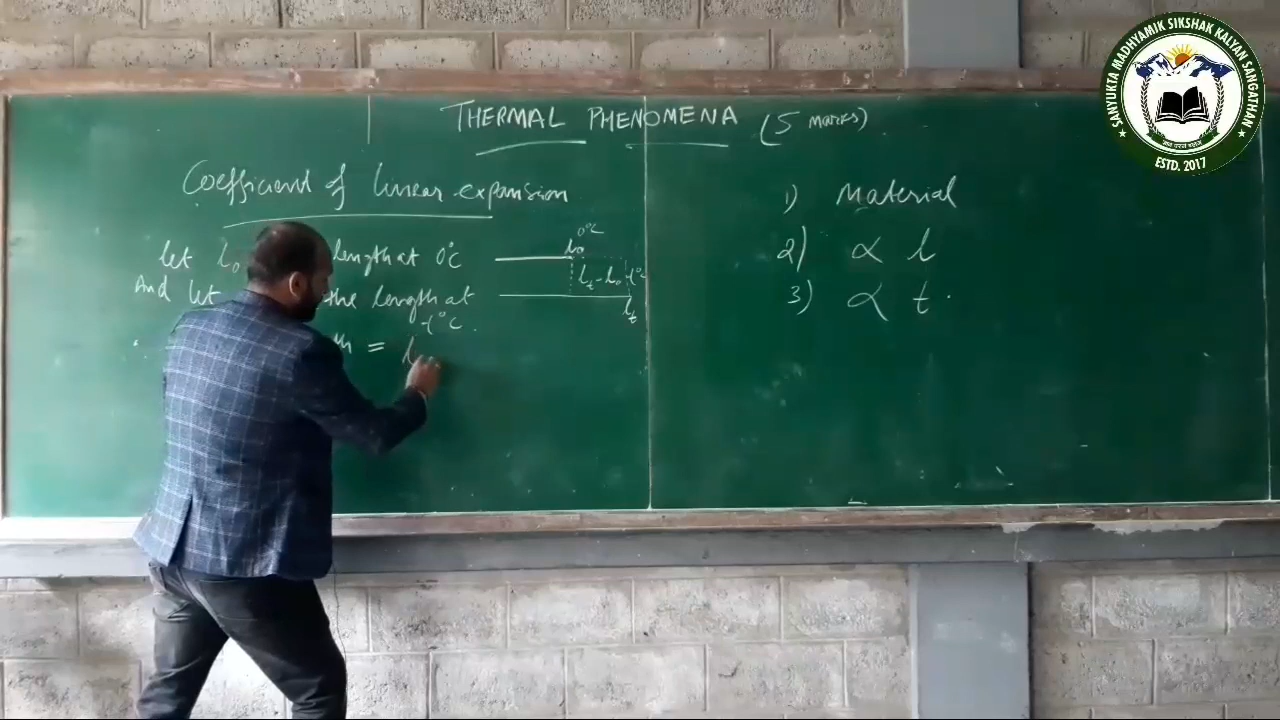 THERMAL PHENOMENA (5 marks)
Coefficient of linear expansion
let l₀ length at 0°C
And let the length at
t°C.
= l
0°C
l₀
lₜ - l₀ t°C
lₜ
1) Material
2) ∝ l
3) ∝ t.
SANYUKTA MADHYAMIK SIKSHAK KALYAN SANGATHAN
ESTD. 2017